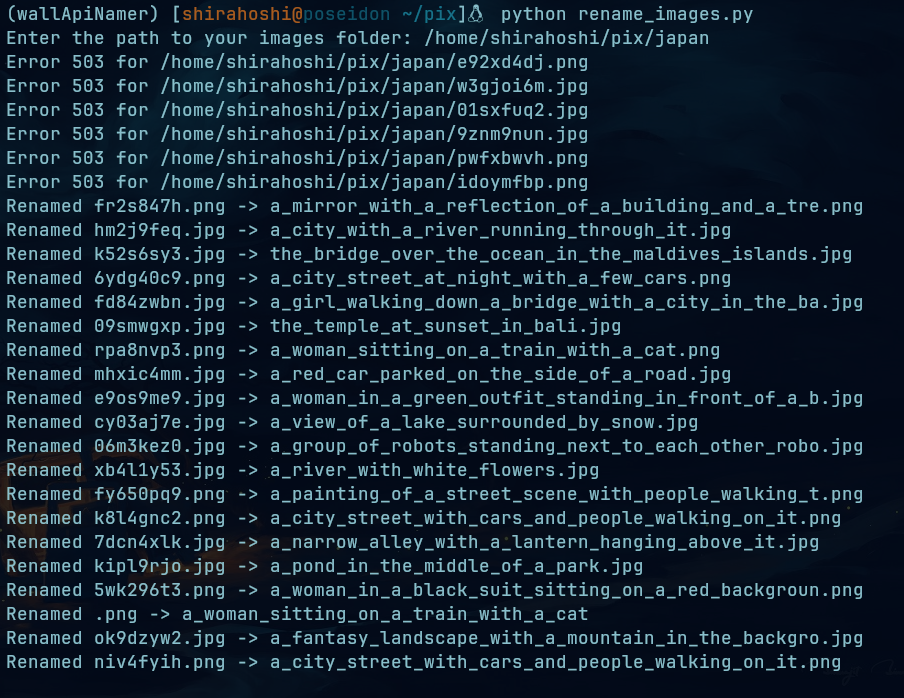 (wallApiNamer) [shirahoshi@poseidon ~/pix]🐧 python rename_images.py
Enter the path to your images folder: /home/shirahoshi/pix/japan
Error 503 for /home/shirahoshi/pix/japan/e92xd4dj.png
Error 503 for /home/shirahoshi/pix/japan/w3gjoi6m.jpg
Error 503 for /home/shirahoshi/pix/japan/01sxfuq2.jpg
Error 503 for /home/shirahoshi/pix/japan/9znm9nun.jpg
Error 503 for /home/shirahoshi/pix/japan/pwfxbwvh.png
Error 503 for /home/shirahoshi/pix/japan/idoymfbp.png
Renamed fr2s847h.png -> a_mirror_with_a_reflection_of_a_building_and_a_tre.png
Renamed hm2j9feq.jpg -> a_city_with_a_river_running_through_it.jpg
Renamed k52s6sy3.jpg -> the_bridge_over_the_ocean_in_the_maldives_islands.jpg
Renamed 6ydg40c9.png -> a_city_street_at_night_with_a_few_cars.png
Renamed fd84zwbn.jpg -> a_girl_walking_down_a_bridge_with_a_city_in_the_ba.jpg
Renamed 09smwgxp.jpg -> the_temple_at_sunset_in_bali.jpg
Renamed rpa8nvp3.png -> a_woman_sitting_on_a_train_with_a_cat.png
Renamed mhxic4mm.jpg -> a_red_car_parked_on_the_side_of_a_road.jpg
Renamed e9os9me9.jpg -> a_woman_in_a_green_outfit_standing_in_front_of_a_b.jpg
Renamed cy03aj7e.jpg -> a_view_of_a_lake_surrounded_by_snow.jpg
Renamed 06m3kez0.jpg -> a_group_of_robots_standing_next_to_each_other_robo.jpg
Renamed xb4l1y53.jpg -> a_river_with_white_flowers.jpg
Renamed fy650pq9.png -> a_painting_of_a_street_scene_with_people_walking_t.png
Renamed k8l4gnc2.png -> a_city_street_with_cars_and_people_walking_on_it.png
Renamed 7dcn4xlk.jpg -> a_narrow_alley_with_a_lantern_hanging_above_it.jpg
Renamed kipl9rjo.jpg -> a_pond_in_the_middle_of_a_park.jpg
Renamed 5wk296t3.png -> a_woman_in_a_black_suit_sitting_on_a_red_backgroun.png
Renamed .png -> a_woman_sitting_on_a_train_with_a_cat
Renamed ok9dzyw2.jpg -> a_fantasy_landscape_with_a_mountain_in_the_backgro.jpg
Renamed niv4fyih.png -> a_city_street_with_cars_and_people_walking_on_it.png